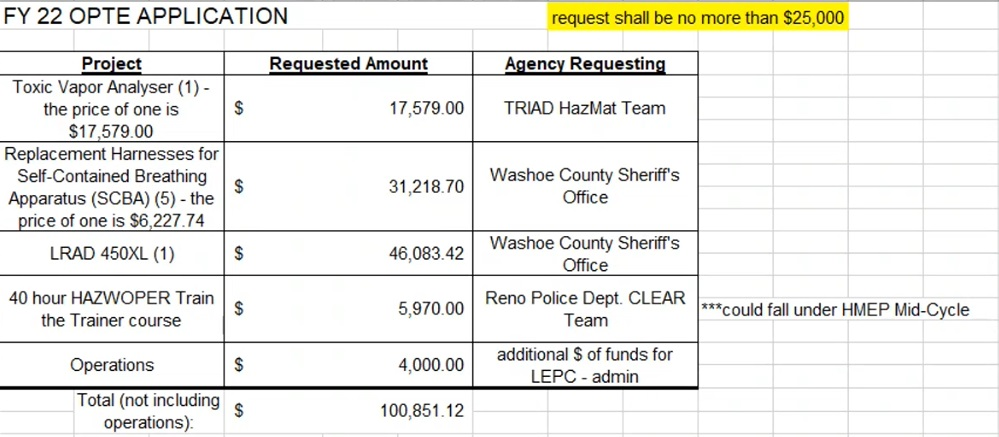 FY 22 OPTE APPLICATION
request shall be no more than $25,000
Project Requested Amount Agency Requesting
Toxic Vapor Analyser (1) -
the price of one is
$17,579.00
$ 17,579.00
TRIAD HazMat Team
Replacement Harnesses for
Self-Contained Breathing
Apparatus (SCBA) (5) - the
price of one is $6,227.74
$ 31,218.70
Washoe County Sheriff's
Office
LRAD 450XL (1)
$ 46,083.42
Washoe County Sheriff's
Office
40 hour HAZWOPER Train
the Trainer course
$ 5,970.00
Reno Police Dept. CLEAR
Team
***could fall under HMEP Mid-Cycle
Operations
$ 4,000.00
additional $ of funds for
LEPC - admin
Total (not including
operations):
$ 100,851.12